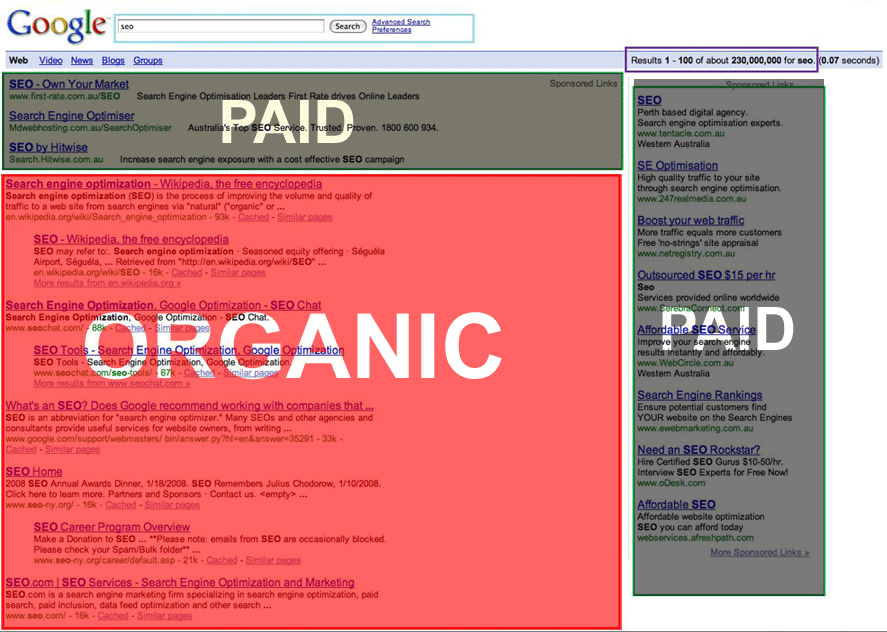 Google
seo
Search
Advanced Search
Preferences
Web Video News Blogs Groups
Results 1 - 100 of about 230,000,000 for seo. (0.07 seconds)
Sponsored Links
SEO - Own Your Market
www.first-rate.com.au/SEO Search Engine Optimisation Leaders First Rate drives Online Leaders
Search Engine Optimiser
Mdwebhosting.com.au/SearchOptimiser Australia's Top SEO Service. Trusted. Proven. 1800 600 934.
SEO by Hitwise
Search.Hitwise.com.au Increase search engine exposure with a cost effective SEO campaign
PAID
Search engine optimization - Wikipedia, the free encyclopedia
Search engine optimization (SEO) is the process of improving the volume and quality of
traffic to a web site from search engines via "natural" ("organic" or ...
en.wikipedia.org/wiki/Search_engine_optimization - 93k - Cached - Similar pages
SEO - Wikipedia, the free encyclopedia
SEO may refer to:. Search engine optimization · Seasoned equity offering · Séguéla
Airport, Séguéla, ... Retrieved from "http://en.wikipedia.org/wiki/SEO" ...
en.wikipedia.org/wiki/SEO - 16k - Cached - Similar pages
More results from en.wikipedia.org »
Search Engine Optimization, Google Optimization - SEO Chat
Search Engine Optimization, Google Optimization - SEO Chat.
www.seochat.com/ - 88k - Cached - Similar pages
SEO Tools - Search Engine Optimization, Google Optimization
SEO Tools - Search Engine Optimization, Google Optimization.
www.seochat.com/seo-tools/ - 67k - Cached - Similar pages
More results from www.seochat.com »
ORGANIC
What's an SEO? Does Google recommend working with companies that ...
SEO is an abbreviation for "search engine optimizer." Many SEOs and other agencies and
consultants provide useful services for website owners, from writing ...
www.google.com/support/webmasters/ bin/answer.py?hl=en&answer=35291 - 33k -
Cached - Similar pages
SEO Home
2008 SEO Annual Awards Dinner, 1/18/2008. SEO Remembers Julius Chodorow, 1/10/2008.
Click here to learn more. Partners and Sponsors · Contact us. <empty> ...
www.seo-ny.org/ - 16k - Cached - Similar pages
SEO Career Program Overview
Make a Donation to SEO ... **Please note: emails from SEO are occasionally blocked.
Please check your Spam/Bulk folder** ...
www.seo-ny.org/career/default.asp - 21k - Cached - Similar pages
SEO.com | SEO Services - Search Engine Optimization and Marketing
SEO.com is a search engine marketing firm specializing in search engine optimization, paid
search, paid inclusion, data feed optimization and other search ...
www.seo.com/ - 16k - Cached - Similar pages
Sponsored Links
SEO
Perth based digital agency.
Search engine optimisation experts.
www.tentacle.com.au
Western Australia
SE Optimisation
High quality traffic to your site
through search engine optimisation.
www.247realmedia.com.au
Boost your web traffic
More traffic equals more customers
Free 'no-strings' site appraisal
www.netregistry.com.au
Outsourced SEO $15 per hr
Seo
Services provided online worldwide
www.SerebraConnect.com
PAID
Affordable SEO Service
Improve your search engine
results instantly and affordably.
www.WebCircle.com.au
Western Australia
Search Engine Rankings
Ensure potential customers find
YOUR website on the Search Engines
www.ewebmarketing.com.au
Need an SEO Rockstar?
Hire Certified SEO Gurus $10-50/hr.
Interview SEO Experts for Free Now!
www.oDesk.com
Affordable SEO
Affordable website optimization
SEO you can afford today
webservices.afreshpath.com
More Sponsored Links »